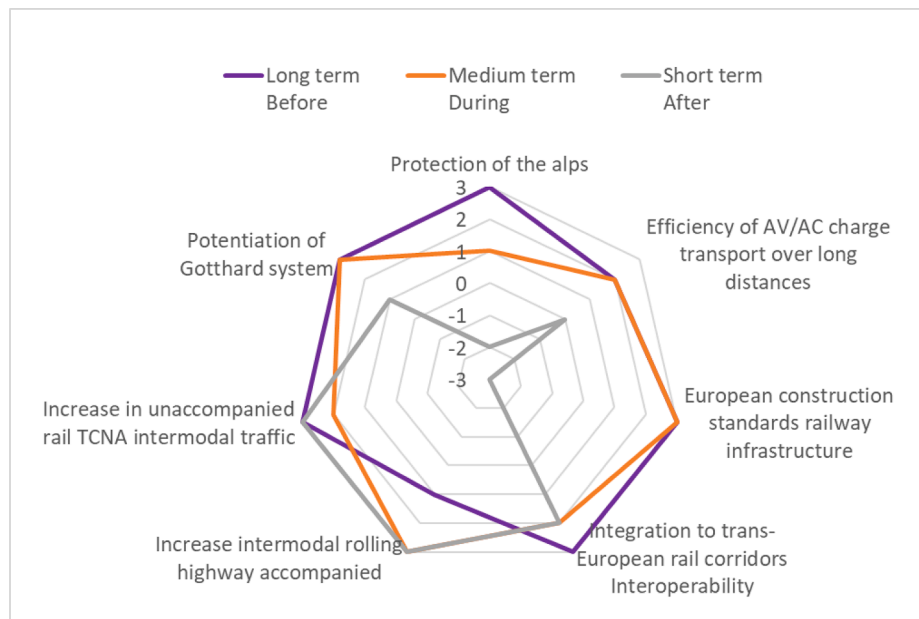 Long term
Before
Medium term
During
Short term
After
Protection of the alps
3
2
1
0
-1
-2
-3
Efficiency of AV/AC charge
transport over long
distances
European construction
standards railway
infrastructure
Integration to trans-
European rail corridors
Interoperability
Increase intermodal rolling
highway accompanied
Increase in unaccompanied
rail TCNA intermodal traffic
Potentiation of
Gotthard system